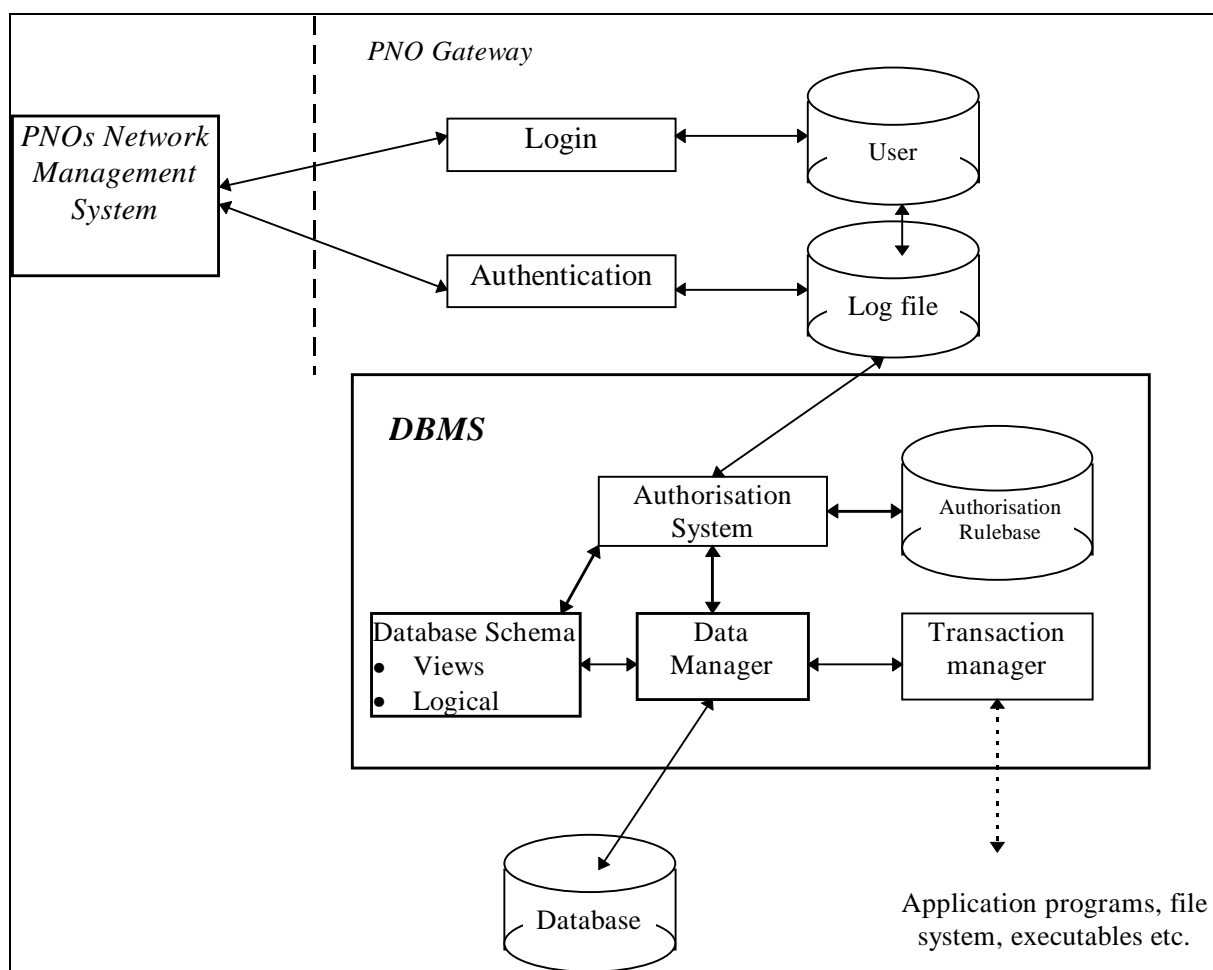 PNO Gateway
PNOs Network
Management
System
Login
User
Authentication
Log file
DBMS
Authorisation
System
Authorisation
Rulebase
Database Schema
• Views
• Logical
Data
Manager
Transaction
manager
Database
Application programs, file
system, executables etc.